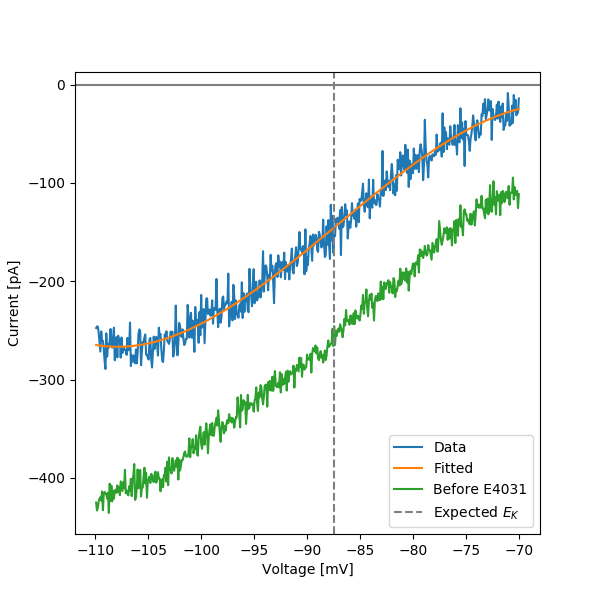 0
−100
−200
−300
−400
Current [pA]
−110 −105 −100 −95 −90 −85 −80 −75 −70
Voltage [mV]
Data
Fitted
Before E4031
Expected E_K